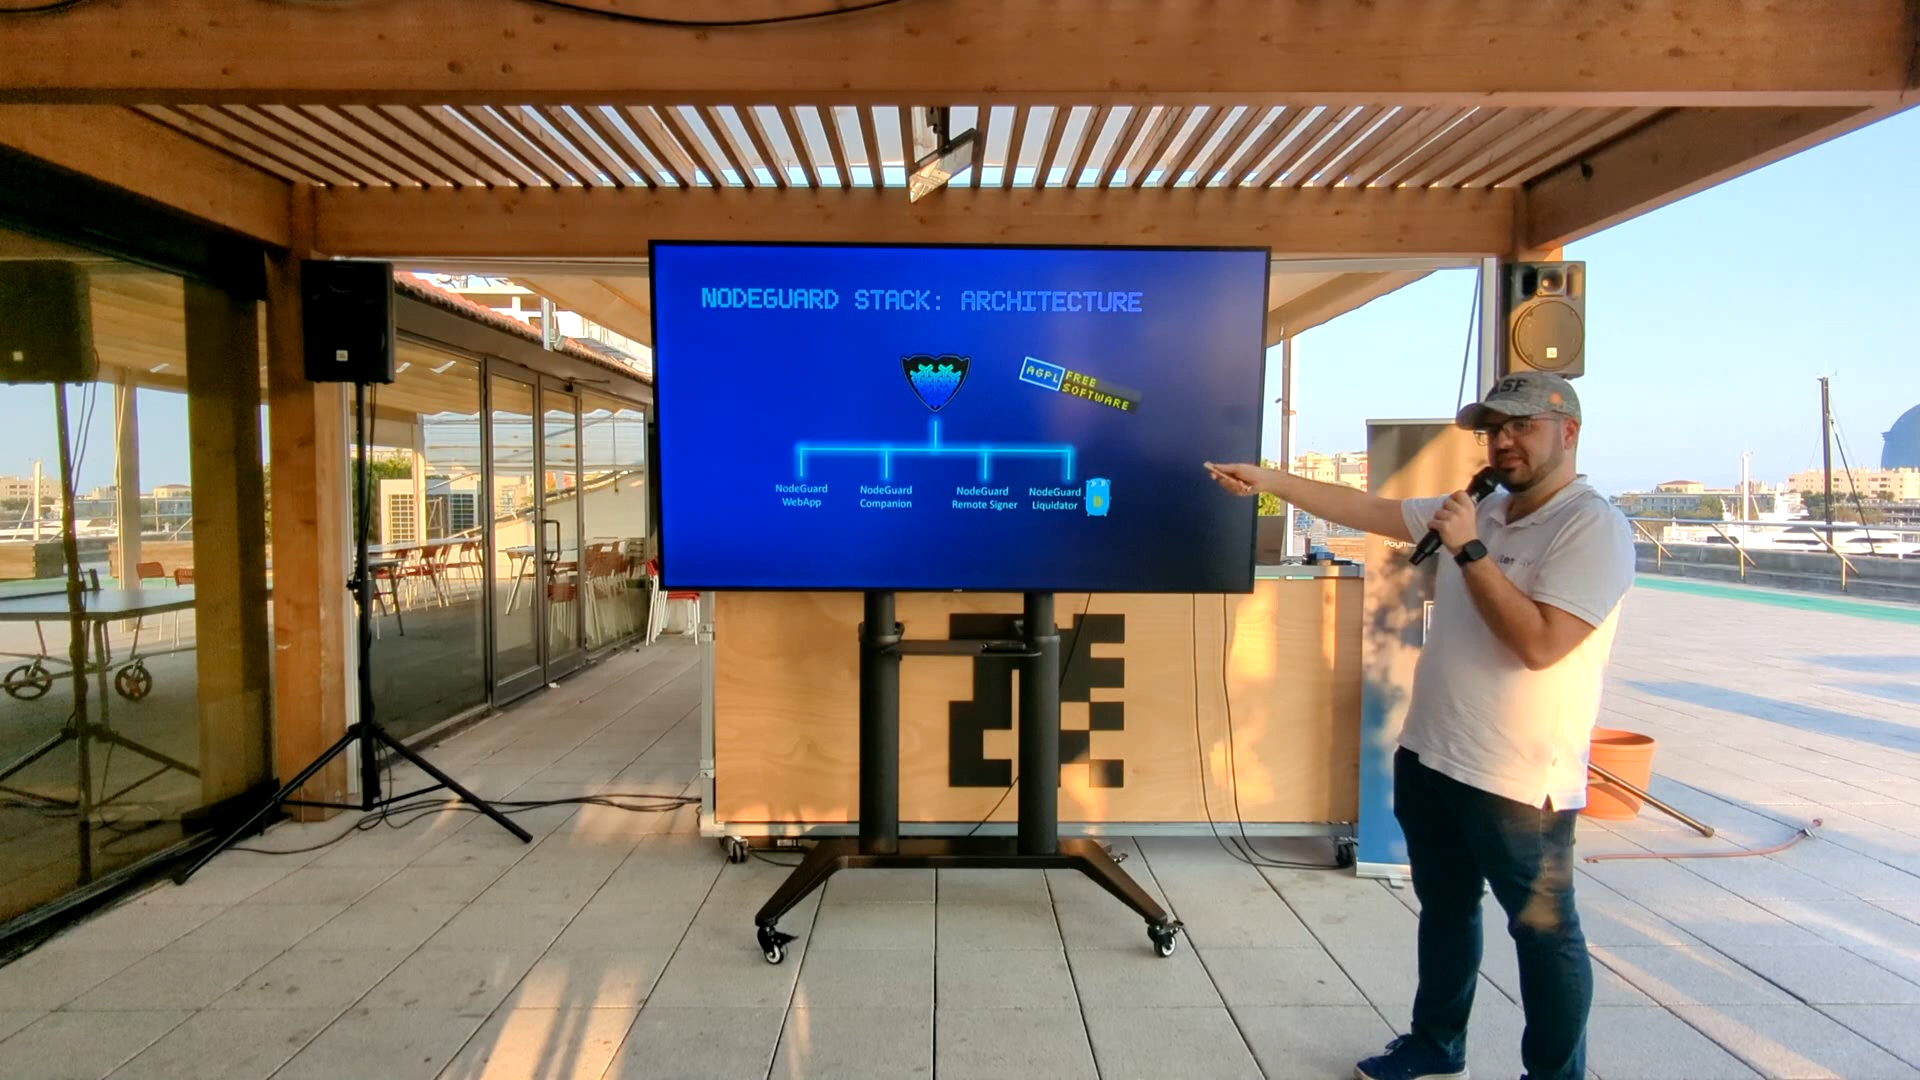 NODEGUARD STACK: ARCHITECTURE
AGPL FREE
SOFTWARE
NodeGuard
WebApp
NodeGuard
Companion
NodeGuard
Remote Signer
NodeGuard
Liquidator